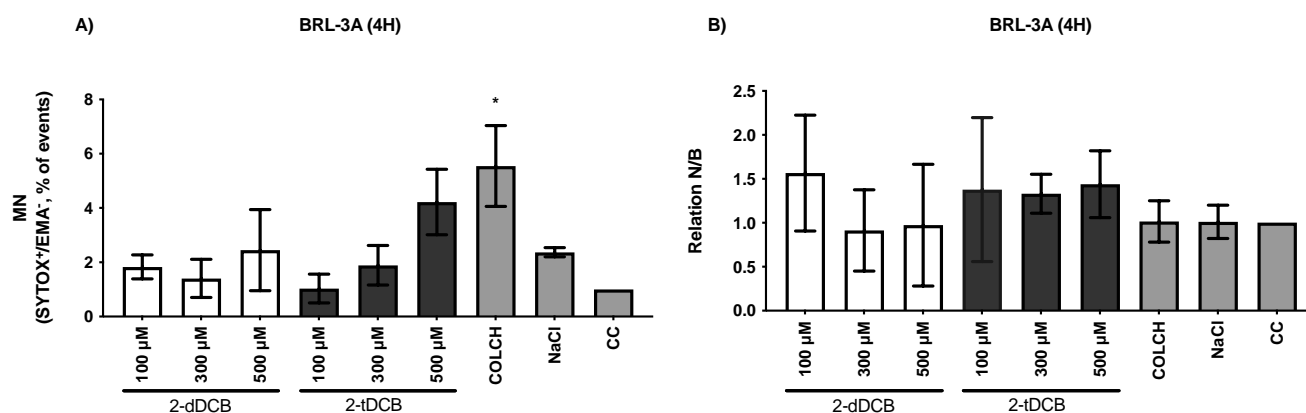 A)
BRL-3A (4H)
MN
(SYTOX⁺/EMA⁻, % of events)
8
6
4
2
0
*
100 µM
300 µM
500 µM
100 µM
300 µM
500 µM
COLCH
NaCl
CC
2-dDCB
2-tDCB
B)
BRL-3A (4H)
Relation N/B
2.5
2.0
1.5
1.0
0.5
0.0
100 µM
300 µM
500 µM
100 µM
300 µM
500 µM
COLCH
NaCl
CC
2-dDCB
2-tDCB